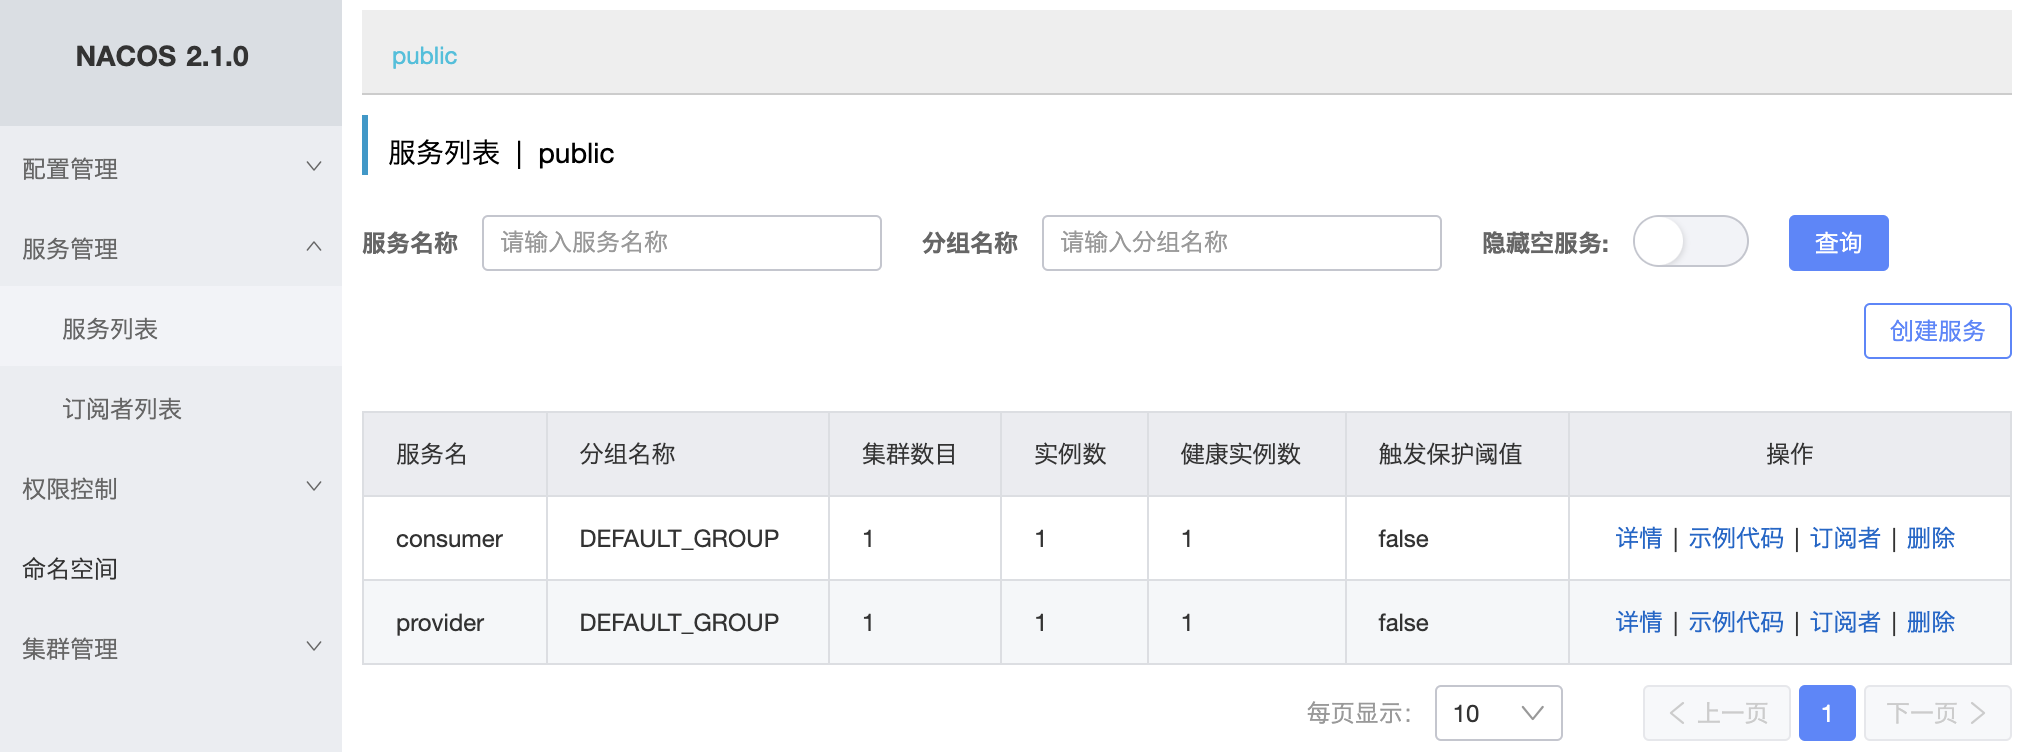 NACOS 2.1.0
配置管理
服务管理
服务列表
订阅者列表
权限控制
命名空间
集群管理
public
服务列表 | public
服务名称 请输入服务名称 分组名称 请输入分组名称 隐藏空服务: 查询
创建服务
服务名 分组名称 集群数目 实例数 健康实例数 触发保护阈值 操作
consumer DEFAULT_GROUP 1 1 1 false 详情 | 示例代码 | 订阅者 | 删除
provider DEFAULT_GROUP 1 1 1 false 详情 | 示例代码 | 订阅者 | 删除
每页显示: 10 上一页 1 下一页